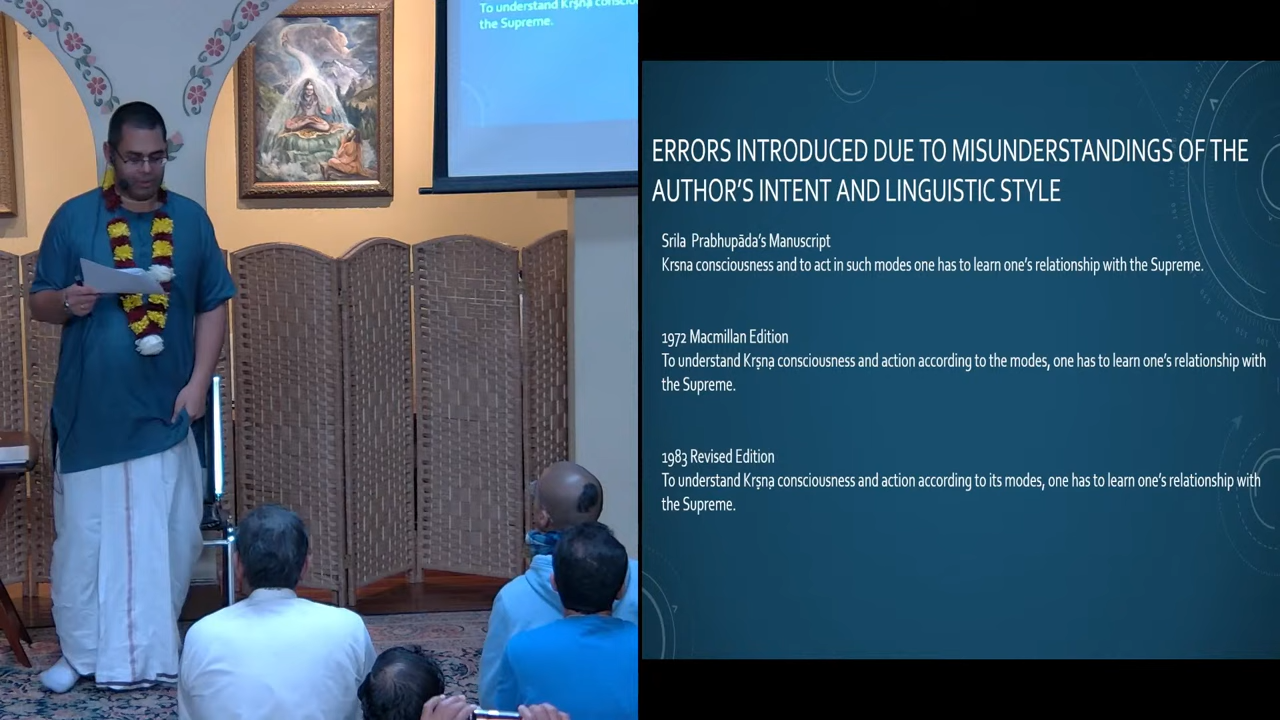 To understand Kṛṣṇa consciou
the Supreme.
ERRORS INTRODUCED DUE TO MISUNDERSTANDINGS OF THE
AUTHOR'S INTENT AND LINGUISTIC STYLE
Srila Prabhupāda's Manuscript
Krsna consciousness and to act in such modes one has to learn one's relationship with the Supreme.
1972 Macmillan Edition
To understand Kṛṣṇa consciousness and action according to the modes, one has to learn one's relationship with
the Supreme.
1983 Revised Edition
To understand Kṛṣṇa consciousness and action according to its modes, one has to learn one's relationship with
the Supreme.